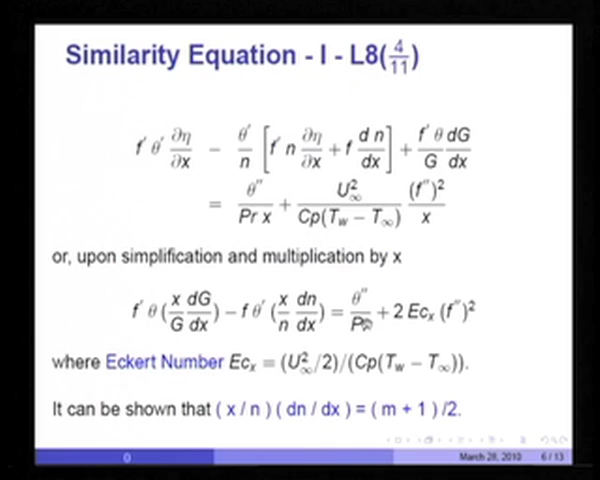 Similarity Equation - I - L8(4/11)
f′ θ′ ∂η/∂x − θ′/n [ f′ n ∂η/∂x + f dn/dx ] + f′ θ/G dG/dx
= θ″/(Pr x) + U∞²/(Cp(Tw − T∞)) (f″)²/x
or, upon simplification and multiplication by x
f′ θ (x/G dG/dx) − f θ′ (x/n dn/dx) = θ″/Pr + 2 Ecx (f″)²
where Eckert Number Ecx = (U∞²/2)/(Cp(Tw − T∞)).
It can be shown that ( x / n ) ( dn / dx ) = ( m + 1 ) /2.
() March 28, 2010 6 / 13